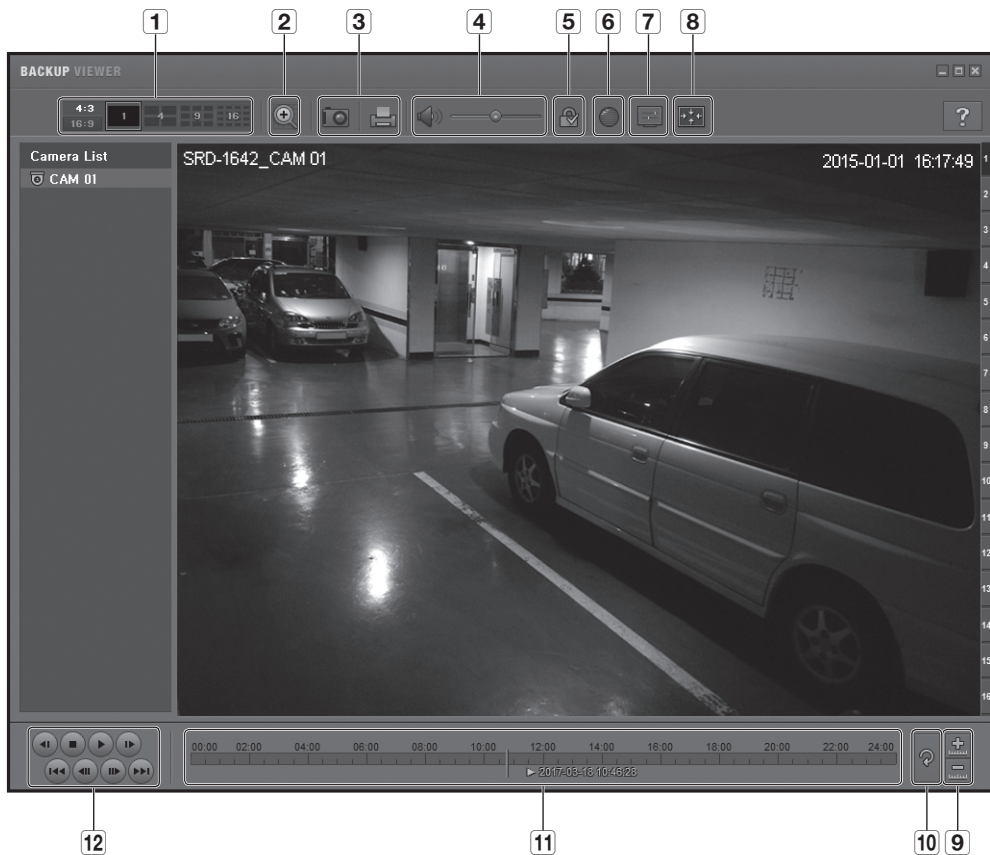 1 2 3 4 5 6 7 8
BACKUP VIEWER
4:3
16:9
1 4 9 16
?
Camera List
CAM 01
SRD-1642_CAM 01
2015-01-01 16:17:49
1
2
3
4
5
6
7
8
9
10
11
12
13
14
15
16
00:00 02:00 04:00 06:00 08:00 10:00 12:00 14:00 16:00 18:00 20:00 22:00 24:00
2017-03-16 10:46:28
12 11 10 9